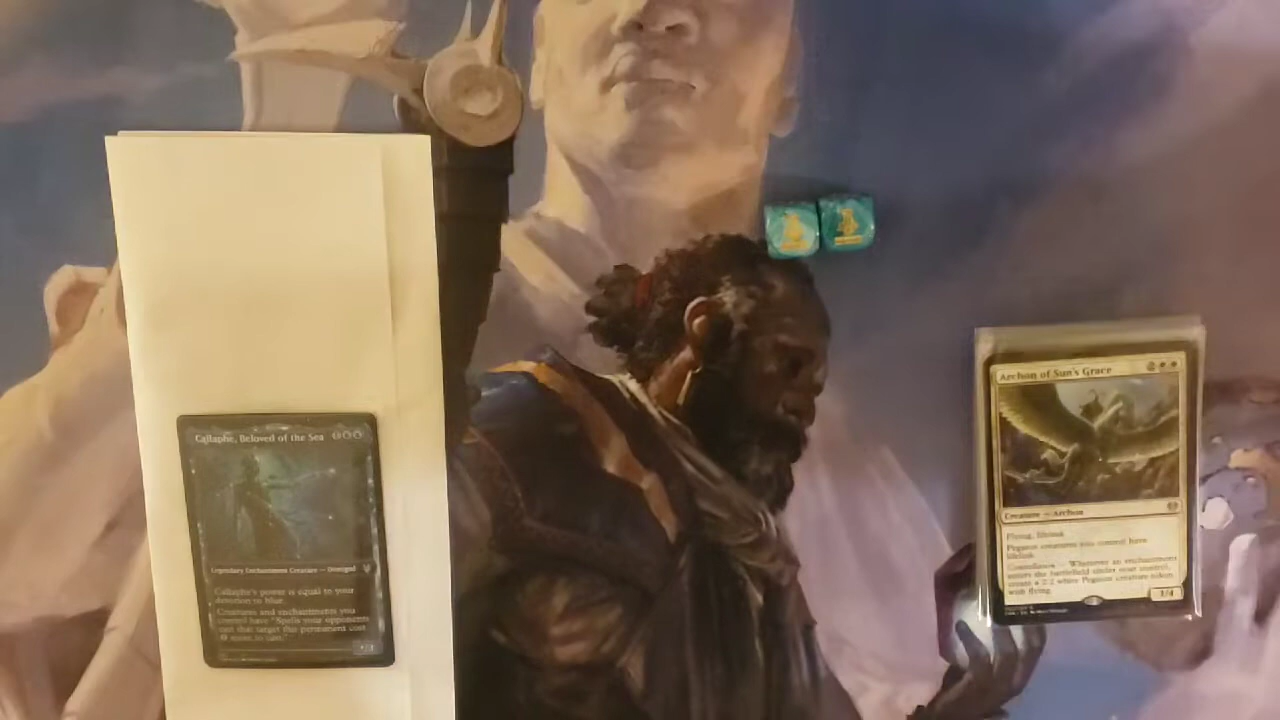 Callaphe, Beloved of the Sea
Legendary Enchantment Creature — Demigod
Callaphe's power is equal to your
devotion to blue.
Creatures and enchantments you
control have "Spells your opponents
cast that target this permanent cost
more to cast."
Archon of Sun's Grace
2
Creature — Archon
Flying, lifelink
Pegasus creatures you control have
lifelink.
Constellation — Whenever an enchantment
enters the battlefield under your control,
create a 2/2 white Pegasus creature token
with flying.
3/4